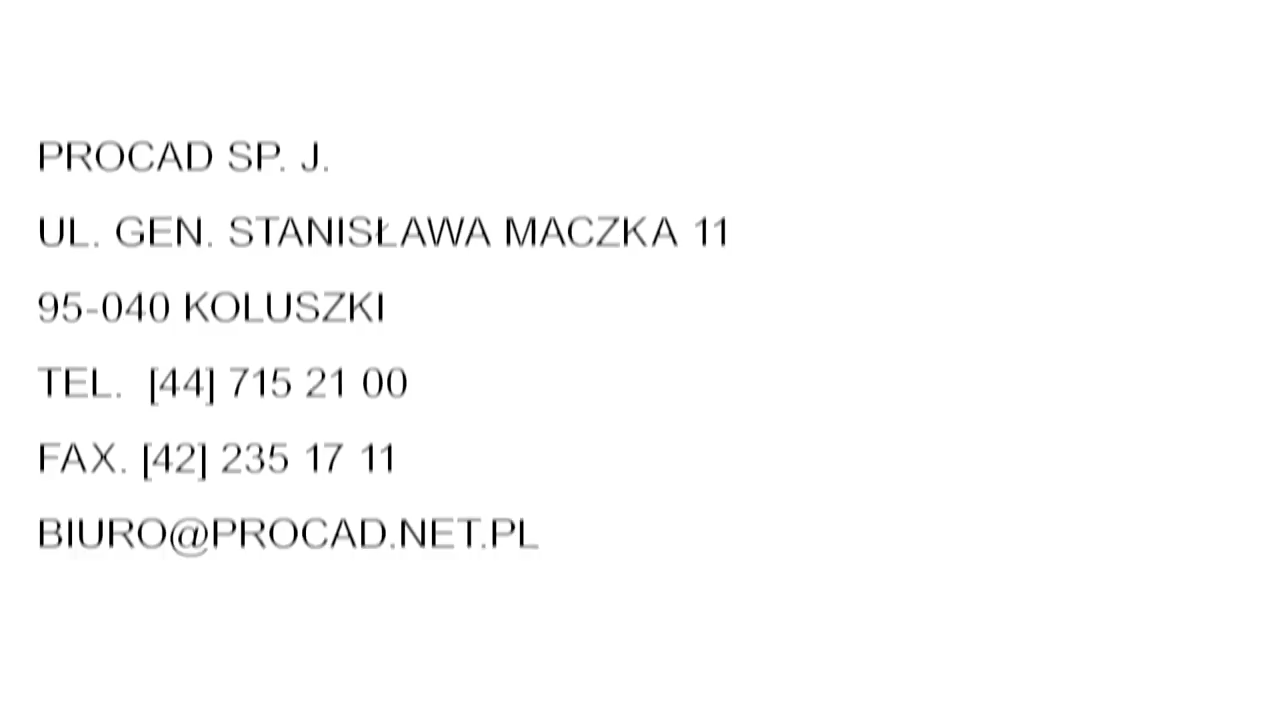 PROCAD SP. J.
UL. GEN. STANISŁAWA MACZKA 11
95-040 KOLUSZKI
TEL.  [44] 715 21 00
FAX. [42] 235 17 11
BIURO@PROCAD.NET.PL